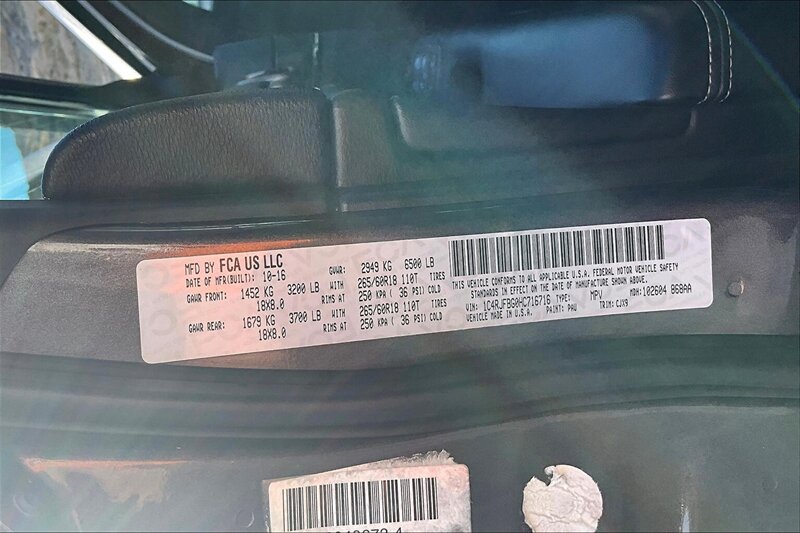 MFD BY FCA US LLC
DATE OF MFR(BUILT): 10-16 GVWR: 2949 KG 6500 LB
GAWR FRONT: 1452 KG 3200 LB WITH 265/60R18 110T TIRES
18X8.0 RIMS AT 250 KPA ( 36 PSI) COLD
GAWR REAR: 1679 KG 3700 LB WITH 265/60R18 110T TIRES
18X8.0 RIMS AT 250 KPA ( 36 PSI) COLD
THIS VEHICLE CONFORMS TO ALL APPLICABLE U.S.A. FEDERAL MOTOR VEHICLE SAFETY
STANDARDS IN EFFECT ON THE DATE OF MANUFACTURE SHOWN ABOVE.
VIN: 1C4RJFBG0HC716716 TYPE: MPV MDH: 102604 868AA
VEHICLE MADE IN U.S.A. PAINT: PAU TRIM: CJX9